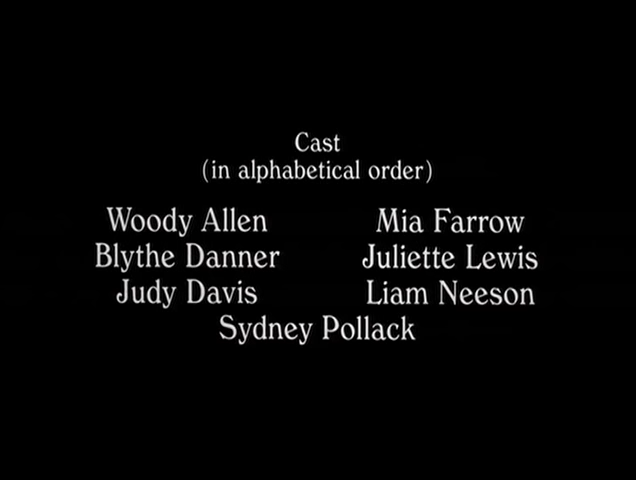 Cast
(in alphabetical order)
Woody Allen Mia Farrow
Blythe Danner Juliette Lewis
Judy Davis Liam Neeson
Sydney Pollack